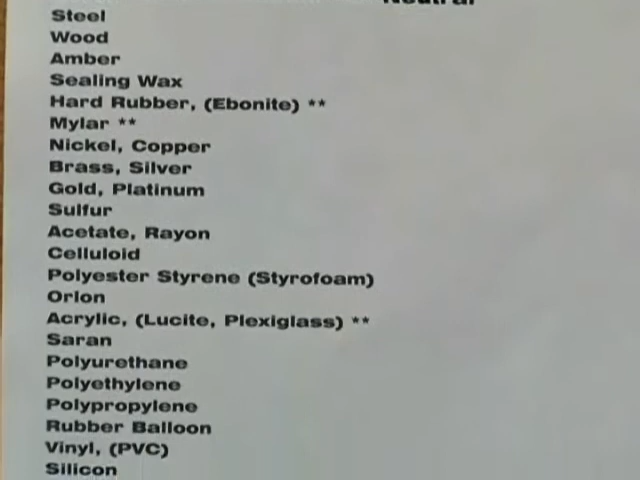 Neutral
Steel
Wood
Amber
Sealing Wax
Hard Rubber, (Ebonite) **
Mylar **
Nickel, Copper
Brass, Silver
Gold, Platinum
Sulfur
Acetate, Rayon
Celluloid
Polyester Styrene (Styrofoam)
Orlon
Acrylic, (Lucite, Plexiglass) **
Saran
Polyurethane
Polyethylene
Polypropylene
Rubber Balloon
Vinyl, (PVC)
Silicon